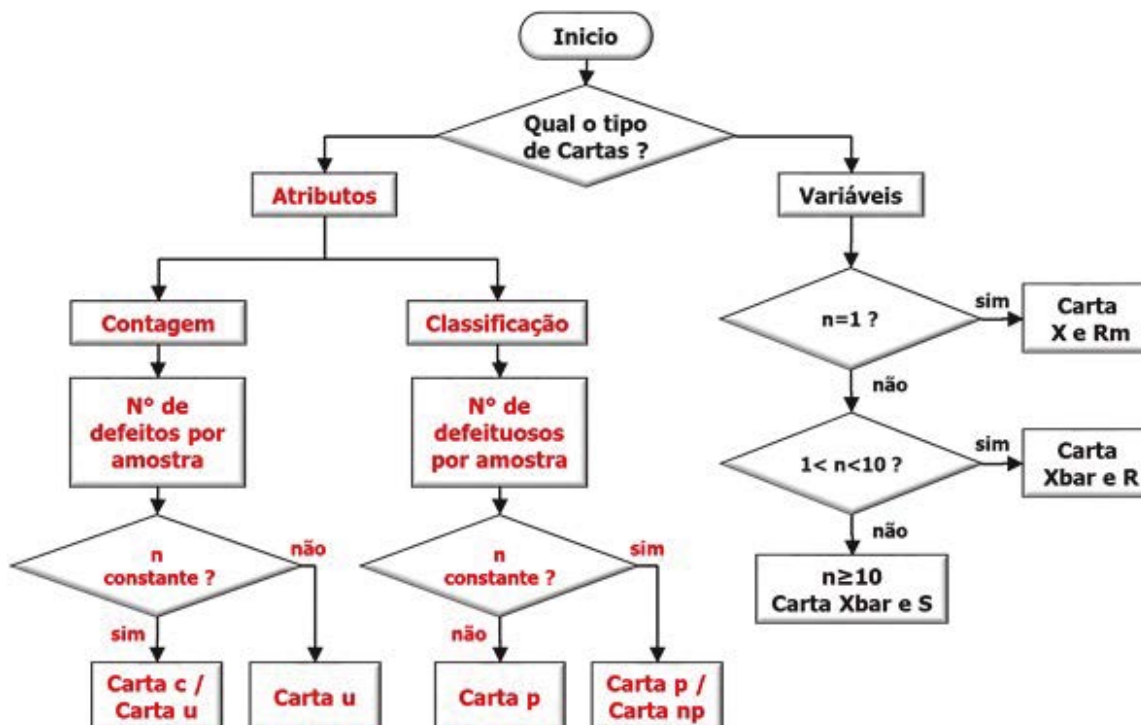 Inicio
Qual o tipo
de Cartas ?
Atributos
Variáveis
Contagem
Classificação
n=1 ?
sim
Carta
X e Rm
não
N° de
defeitos por
amostra
N° de
defeituosos
por amostra
1< n<10 ?
sim
Carta
Xbar e R
não
n≥10
Carta Xbar e S
n
constante ?
não
sim
n
constante ?
sim
não
Carta c /
Carta u
Carta u
Carta p
Carta p /
Carta np